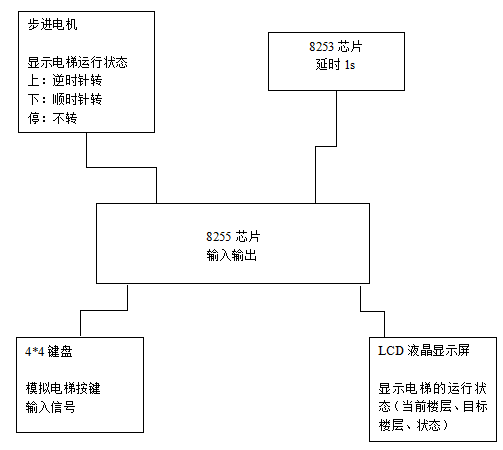 步进电机
显示电梯运行状态
上：逆时针转
下：顺时针转
停：不转
8253 芯片
延时 1s
8255 芯片
输入输出
4*4 键盘
模拟电梯按键
输入信号
LCD 液晶显示屏
显示电梯的运行状
态（当前楼层、目标
楼层、状态）